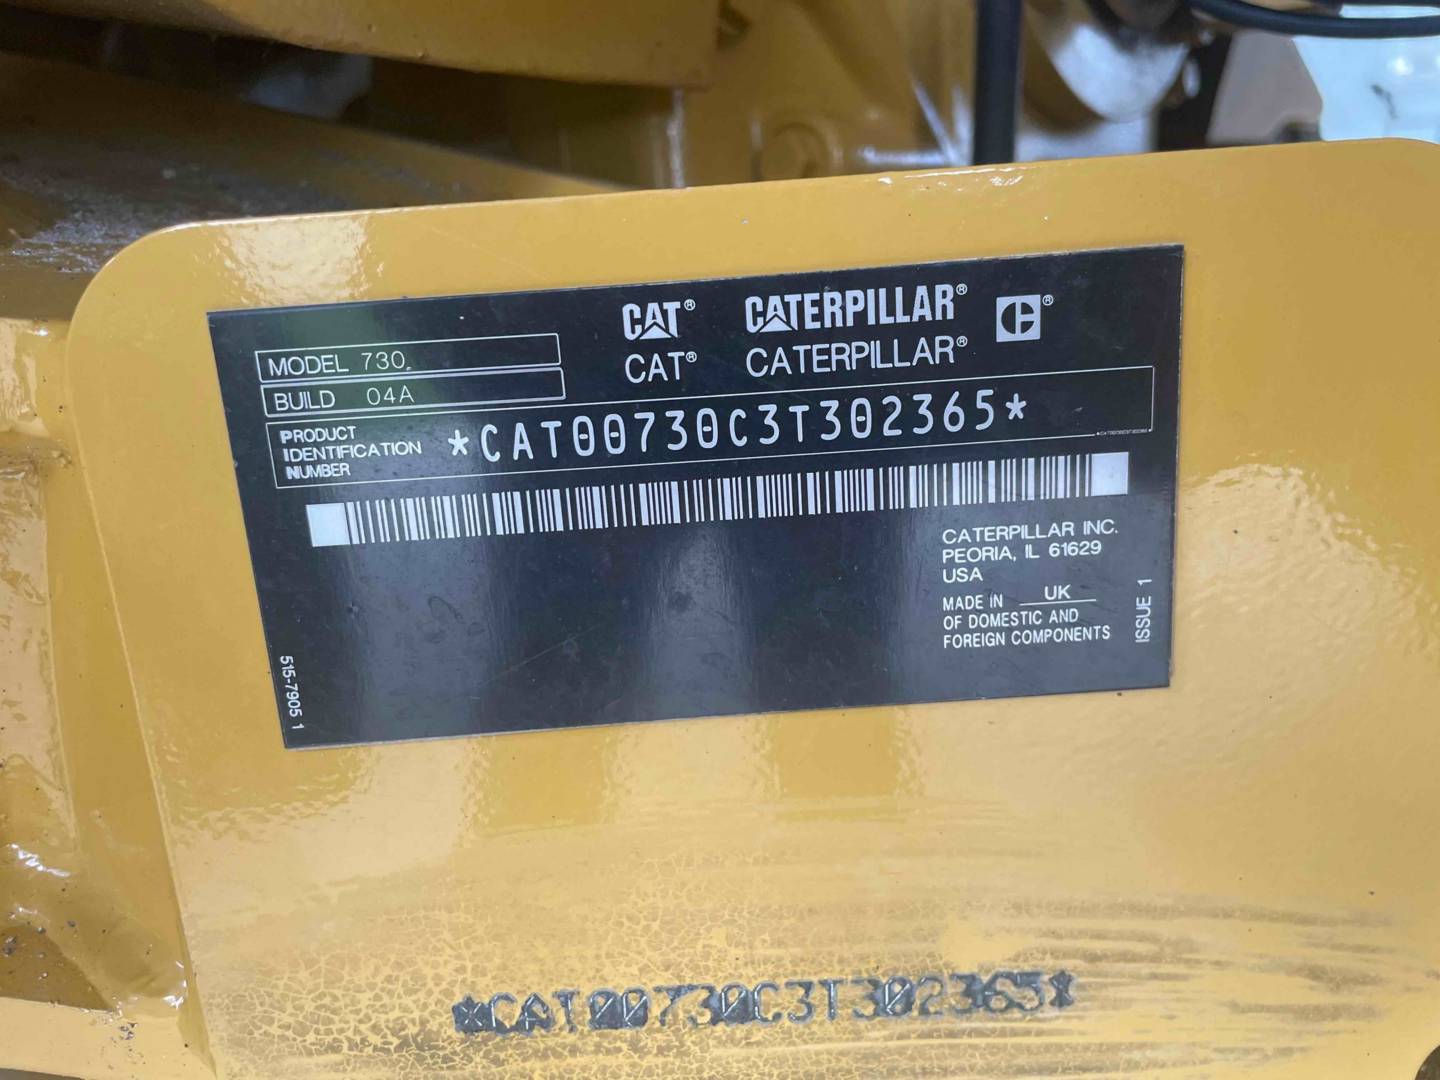 CAT® CATERPILLAR® C®
CAT® CATERPILLAR®
MODEL 730
BUILD 04A
PRODUCT IDENTIFICATION NUMBER *CAT00730C3T302365*
CATERPILLAR INC.
PEORIA, IL 61629
USA
MADE IN UK
OF DOMESTIC AND
FOREIGN COMPONENTS
ISSUE 1
515-7905 1
*CAT00730C3T302365*